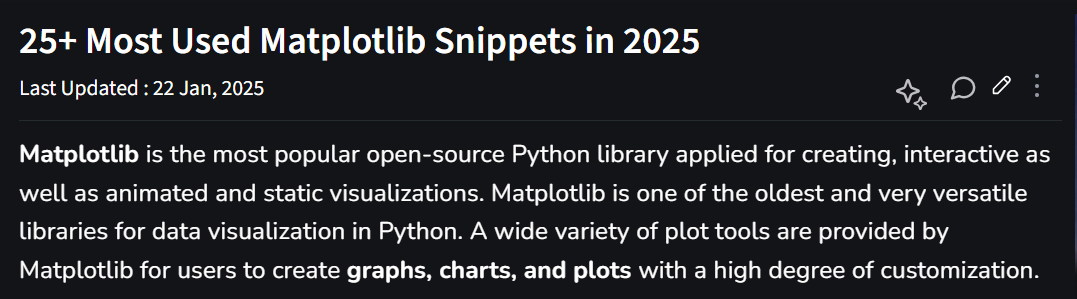 25+ Most Used Matplotlib Snippets in 2025
Last Updated : 22 Jan, 2025
Matplotlib is the most popular open-source Python library applied for creating, interactive as
well as animated and static visualizations. Matplotlib is one of the oldest and very versatile
libraries for data visualization in Python. A wide variety of plot tools are provided by
Matplotlib for users to create graphs, charts, and plots with a high degree of customization.